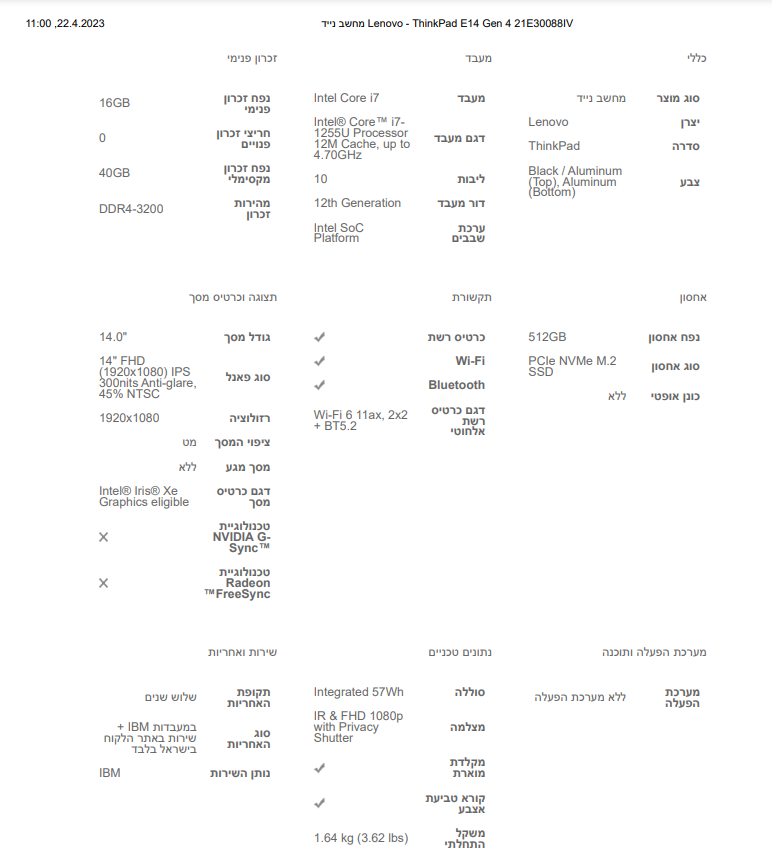 22.4.2023, 11:00
מחשב נייד Lenovo - ThinkPad E14 Gen 4 21E30088IV
כללי
סוג מוצר מחשב נייד
יצרן Lenovo
סדרה ThinkPad
צבע Black / Aluminum
(Top), Aluminum
(Bottom)
מעבד
מעבד Intel Core i7
דגם מעבד Intel® Core™ i7-
1255U Processor
12M Cache, up to
4.70GHz
ליבות 10
דור מעבד 12th Generation
ערכת
שבבים
Intel SoC
Platform
זכרון פנימי
נפח זכרון
פנימי
16GB
חריצי זכרון
פנויים
0
נפח זכרון
מקסימלי
40GB
מהירות
זכרון
DDR4-3200
אחסון
נפח אחסון 512GB
סוג אחסון PCIe NVMe M.2
SSD
כונן אופטי ללא
תקשורת
כרטיס רשת ✔
Wi-Fi ✔
Bluetooth ✔
דגם כרטיס
רשת
אלחוטי
Wi-Fi 6 11ax, 2x2
+ BT5.2
תצוגה וכרטיס מסך
גודל מסך 14.0"
סוג פאנל 14" FHD
(1920x1080) IPS
300nits Anti-glare,
45% NTSC
רזולוציה 1920x1080
ציפוי המסך מט
מסך מגע ללא
דגם כרטיס
מסך
Intel® Iris® Xe
Graphics eligible
טכנולוגיית
NVIDIA G-
Sync™
✕
טכנולוגיית
Radeon
FreeSync™
✕
מערכת הפעלה ותוכנה
מערכת
הפעלה
ללא מערכת הפעלה
נתונים טכניים
סוללה Integrated 57Wh
מצלמה IR & FHD 1080p
with Privacy
Shutter
מקלדת
מוארת
✔
קורא טביעת
אצבע
✔
משקל
התחלתי
1.64 kg (3.62 lbs)
שירות ואחריות
תקופת
האחריות
שלוש שנים
סוג
האחריות
במעבדות IBM +
שירות באתר הלקוח
בישראל בלבד
נותן השירות IBM